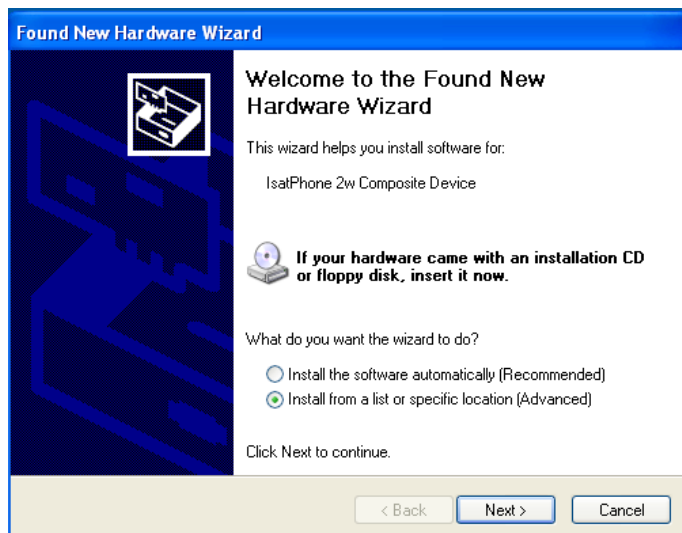 Found New Hardware Wizard
Welcome to the Found New
Hardware Wizard
This wizard helps you install software for:
IsatPhone 2w Composite Device
If your hardware came with an installation CD
or floppy disk, insert it now.
What do you want the wizard to do?
Install the software automatically (Recommended)
Install from a list or specific location (Advanced)
Click Next to continue.
< Back
Next >
Cancel